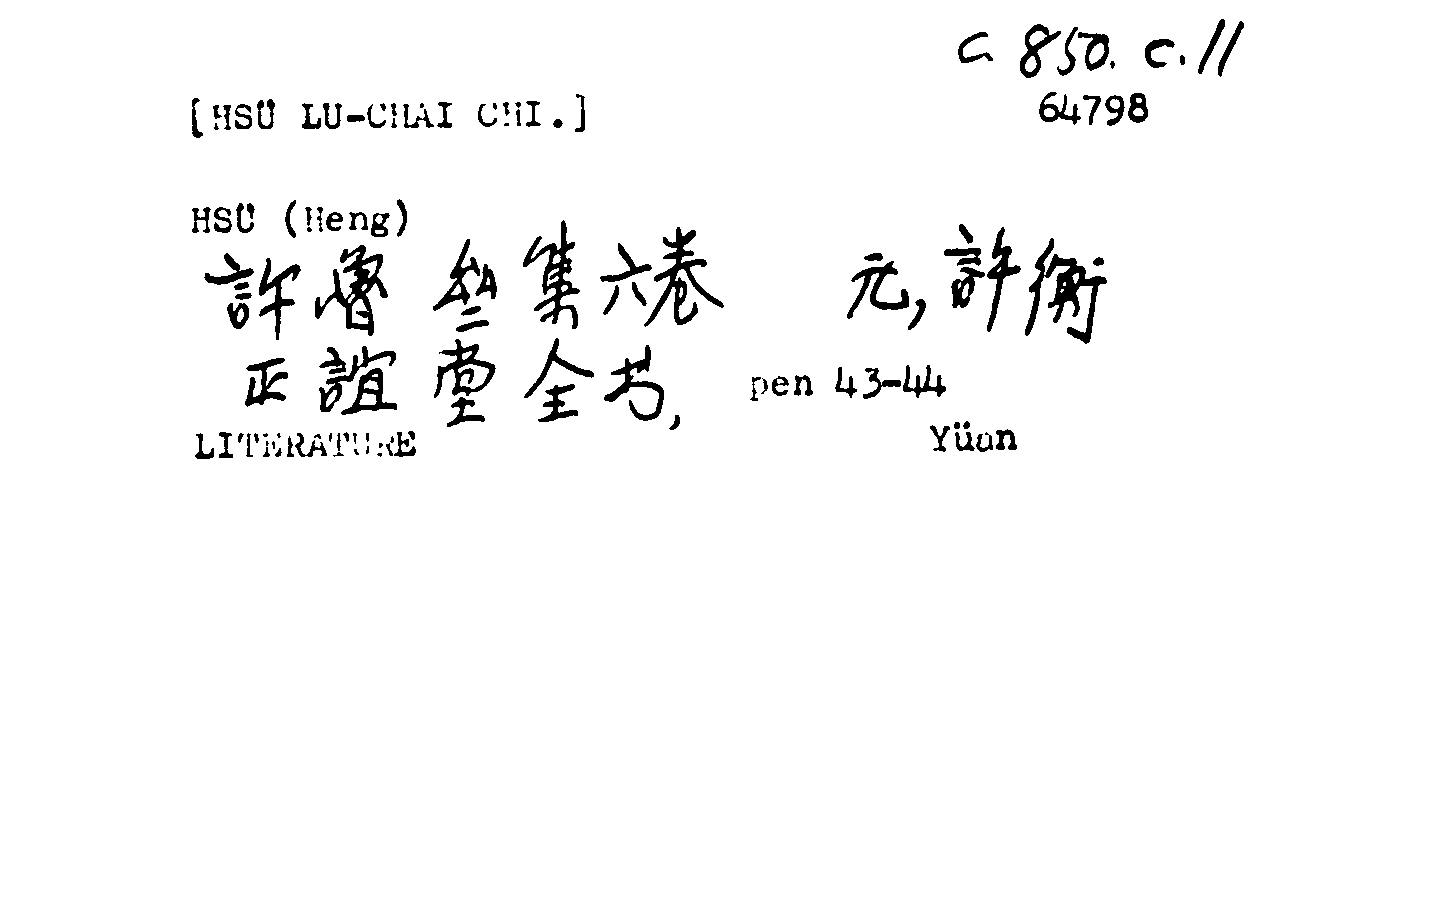 C. 850. c. 11
64798
[HSÜ LU-CHAI CHI.]
HSÜ (Heng)
許魯齋集六卷 元, 許衡
正誼堂全书, pen 43-44
LITERATURE Yüan